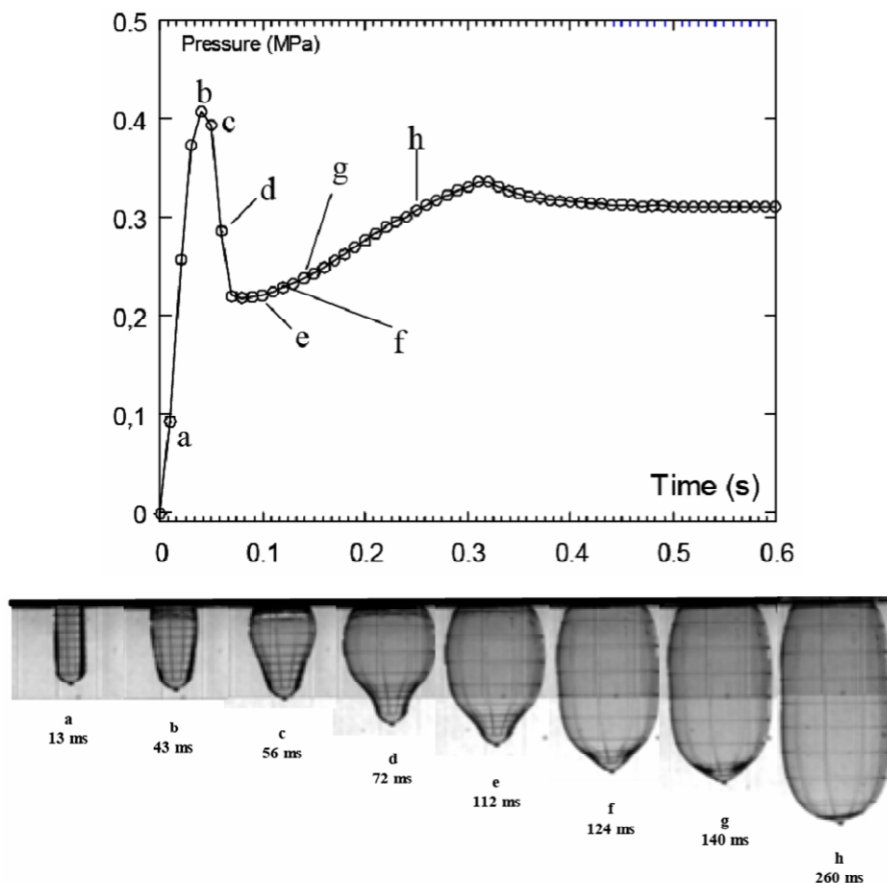 0.5
Pressure (MPa)
b
0.4
c
h
d
g
0.3
0,2
e
f
0,1
a
Time (s)
0
0 0.1 0.2 0.3 0.4 0.5 0.6
a
13 ms
b
43 ms
c
56 ms
d
72 ms
e
112 ms
f
124 ms
g
140 ms
h
260 ms